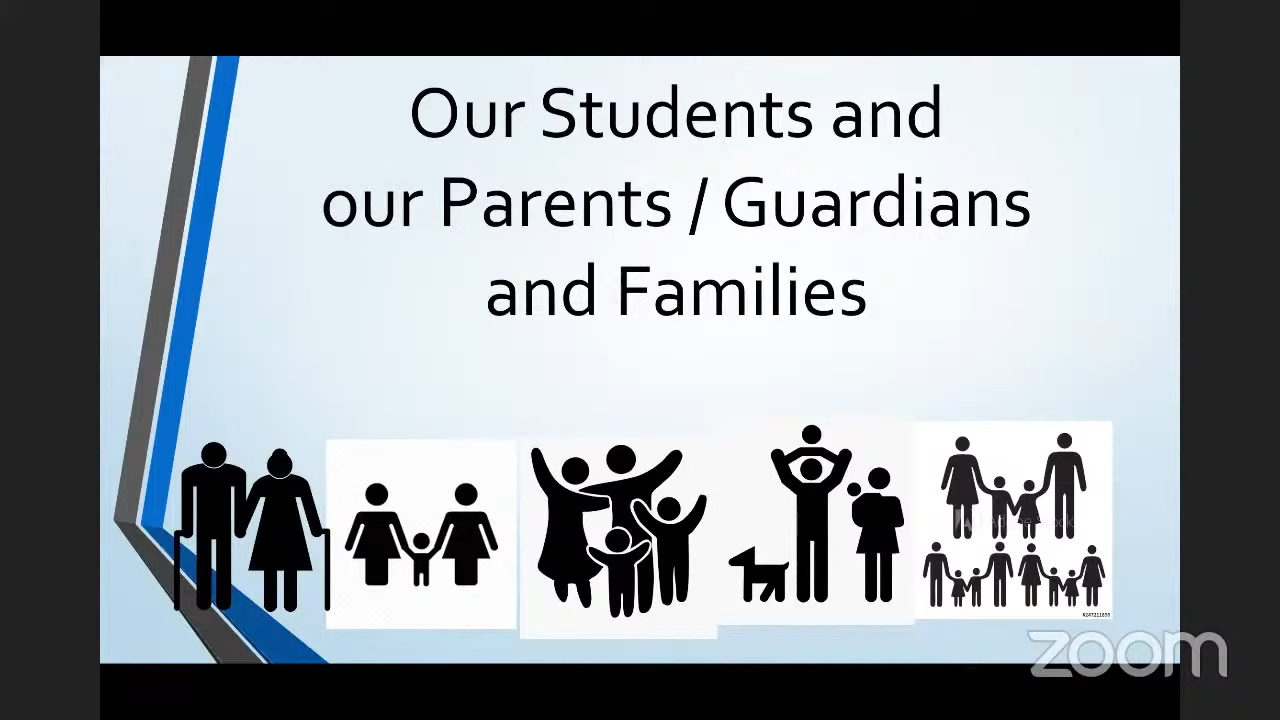 Our Students and
our Parents / Guardians
and Families
zoom